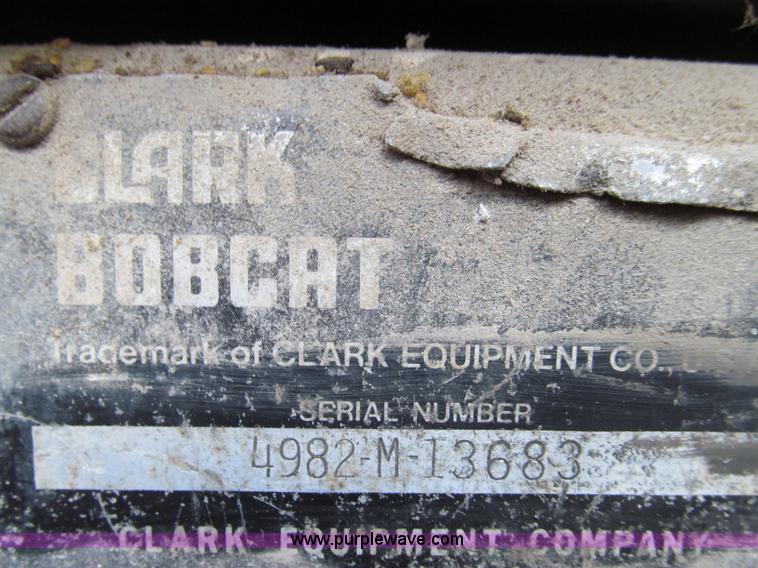 CLARK
BOBCAT
Trademark of CLARK EQUIPMENT CO.,
SERIAL NUMBER
4982-M-13683
CLARK EQUIPMENT COMPANY
www.purplewave.com